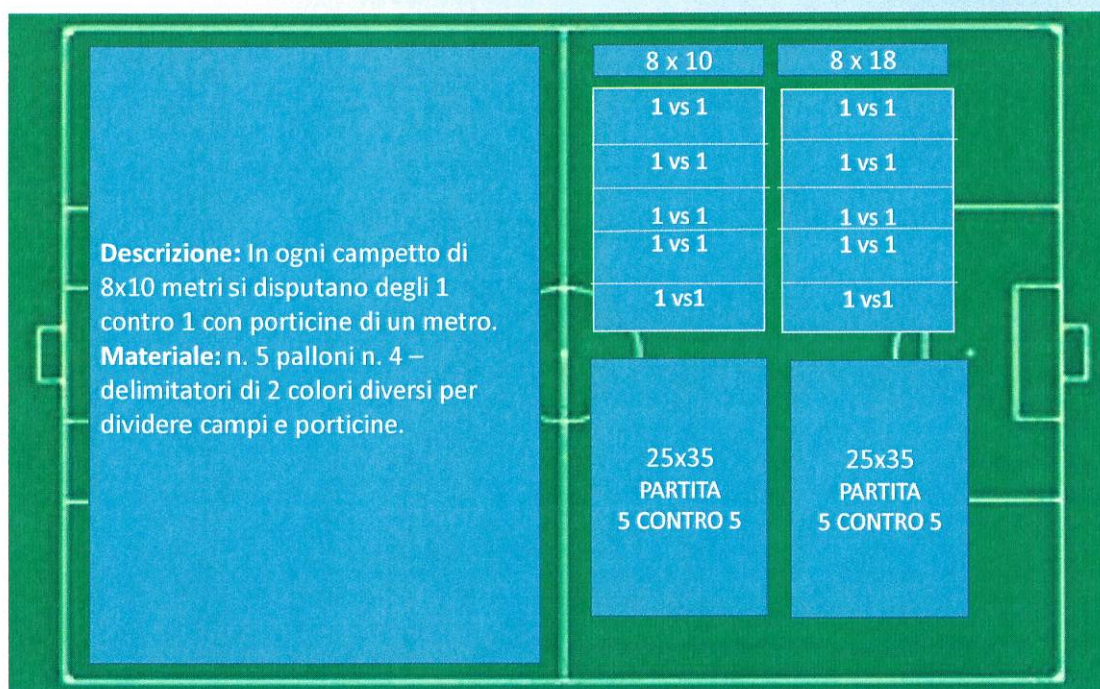 Descrizione: In ogni campetto di
8x10 metri si disputano degli 1
contro 1 con porticine di un metro.
Materiale: n. 5 palloni n. 4 –
delimitatori di 2 colori diversi per
dividere campi e porticine.
8 x 10
1 vs 1
1 vs 1
1 vs 1
1 vs 1
1 vs1
8 x 18
1 vs 1
1 vs 1
1 vs 1
1 vs 1
1 vs1
25x35
PARTITA
5 CONTRO 5
25x35
PARTITA
5 CONTRO 5